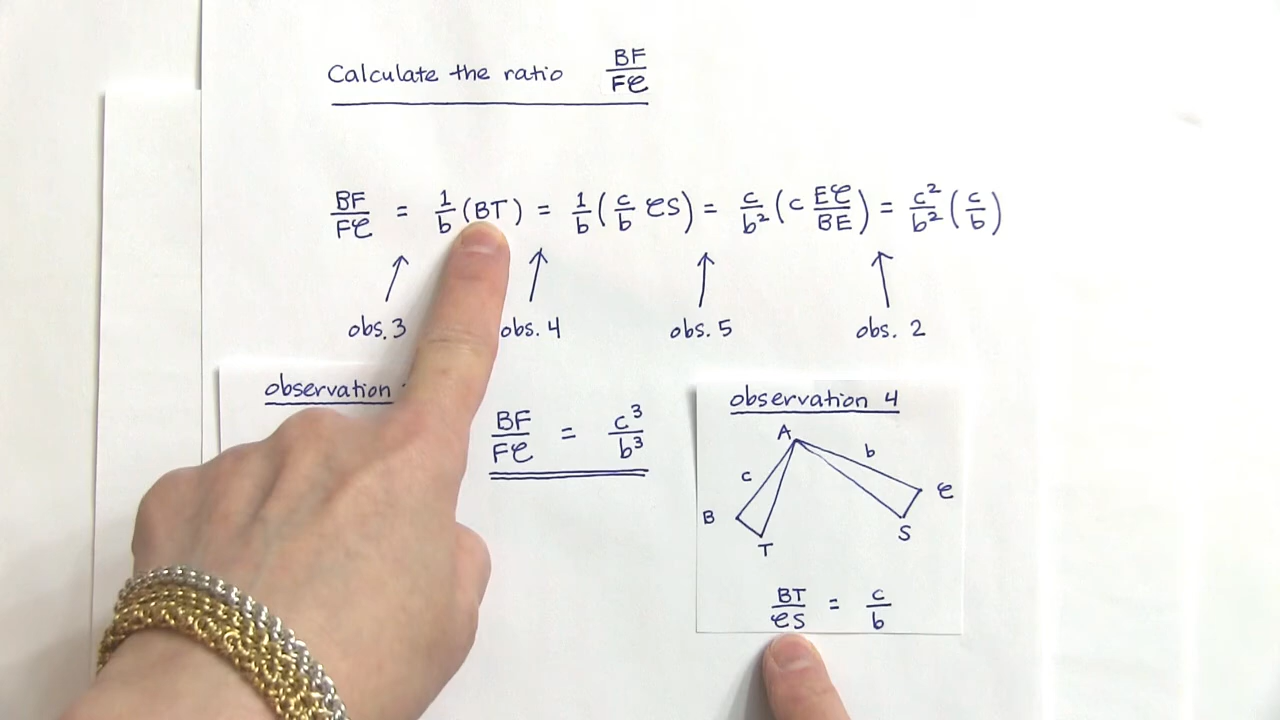 Calculate the ratio BF/FC
BF/FC = 1/b (BT) = 1/b (c/b CS) = c/b² (c EC/BE) = c²/b² (c/b)
obs. 3 obs. 4 obs. 5 obs. 2
observation
BF/FC = c³/b³
observation 4
A
b
c
C
B
S
T
BT/CS = c/b